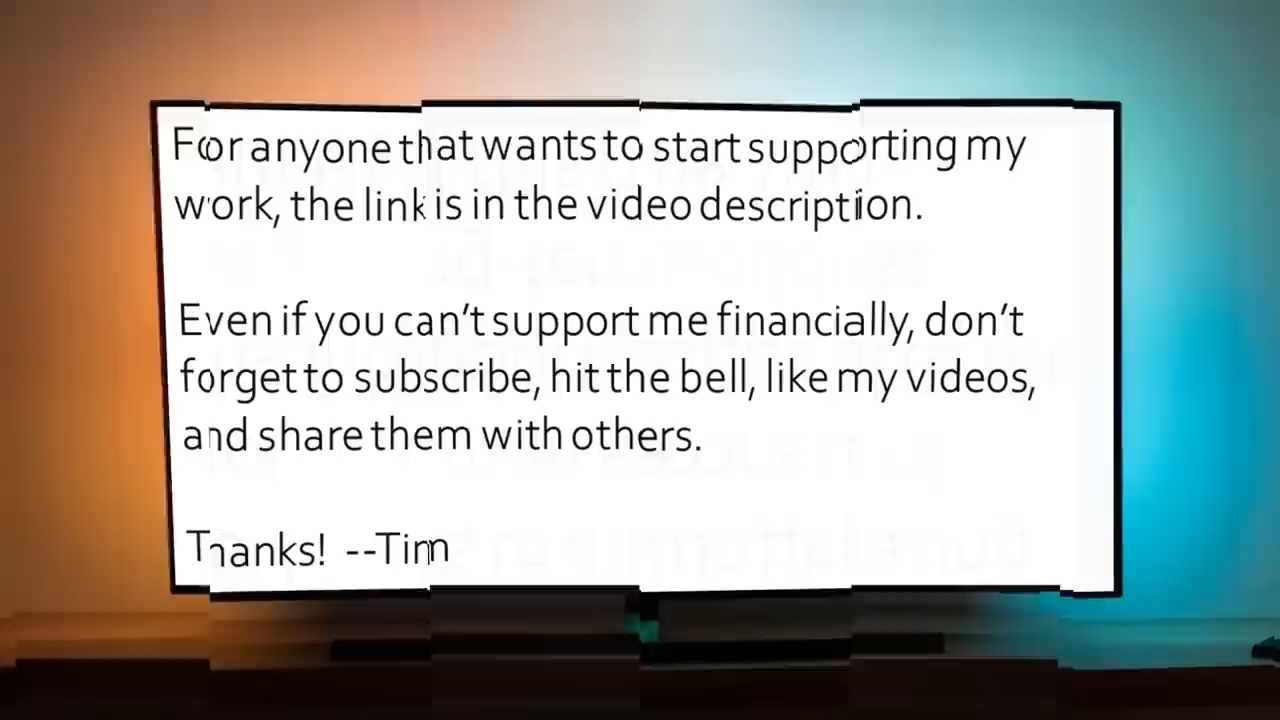 For anyone that wants to start supporting my
work, the link is in the video description.
Even if you can't support me financially, don't
forget to subscribe, hit the bell, like my videos,
and share them with others.
Thanks! --Tim